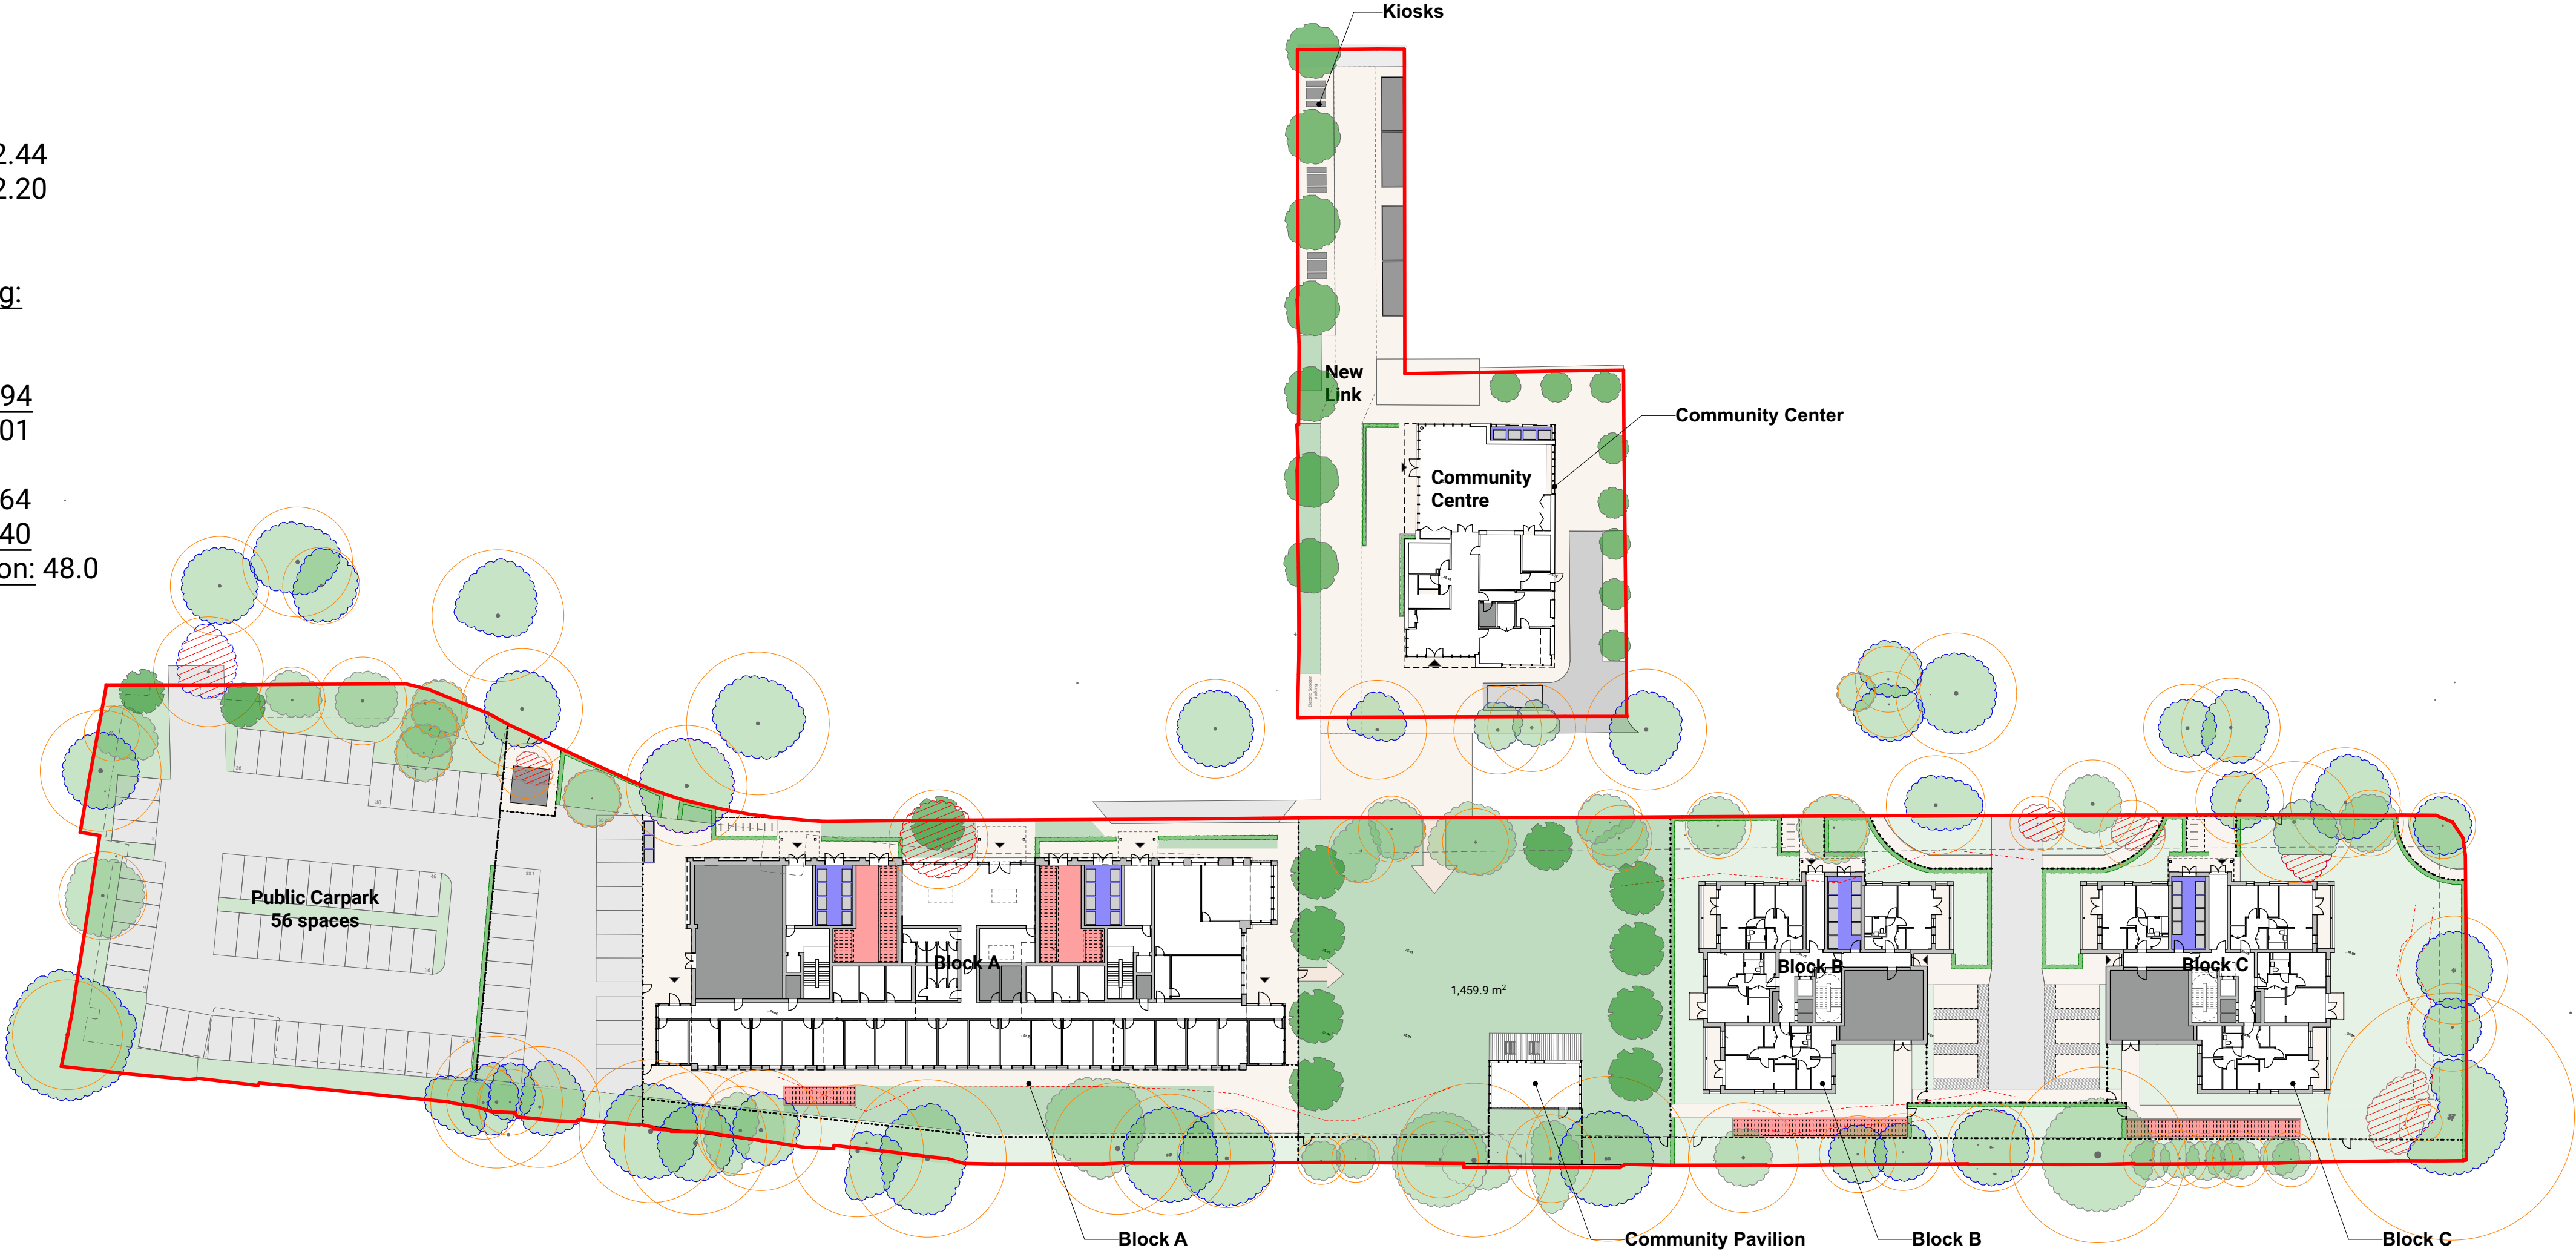 Kiosks
2.44
2.20
g:
94
01
64
40
on: 48.0
New
Link
Community Center
Community
Centre
Public Carpark
56 spaces
Block A
1,459.9 m²
Block B
Block C
Block A
Community Pavilion
Block B
Block C